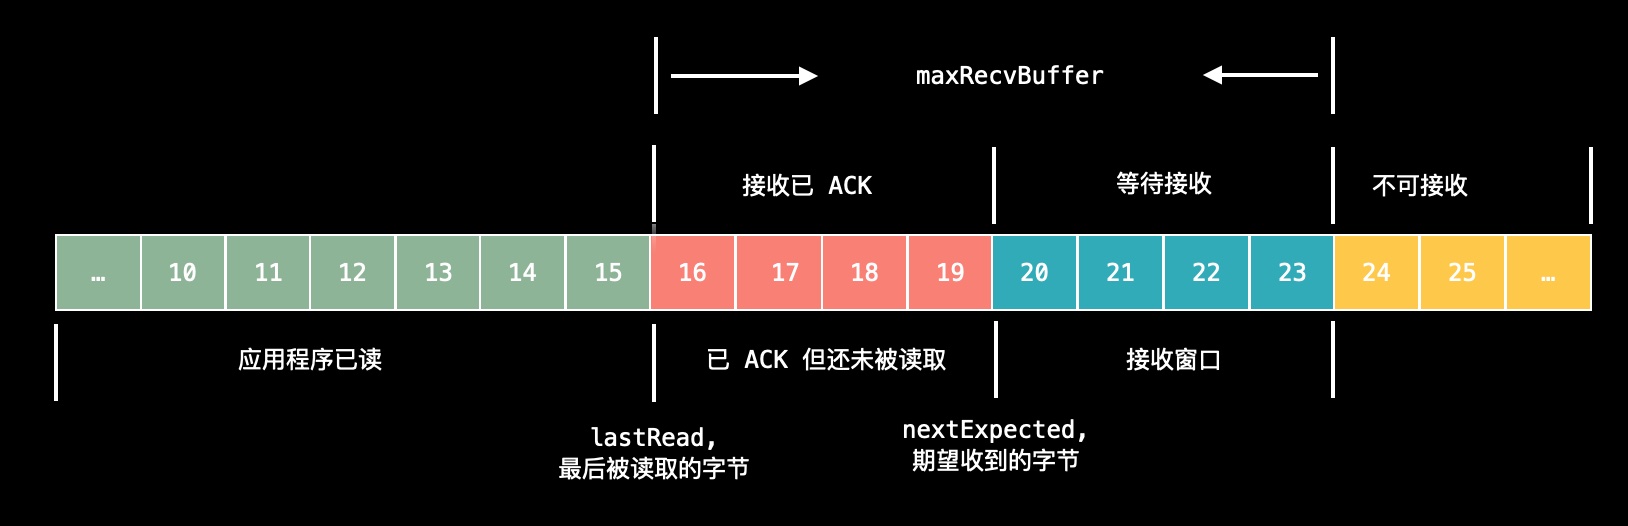 maxRecvBuffer
接收已 ACK
等待接收
不可接收
… 10 11 12 13 14 15 16 17 18 19 20 21 22 23 24 25 …
应用程序已读
已 ACK 但还未被读取
接收窗口
lastRead,
最后被读取的字节
nextExpected,
期望收到的字节